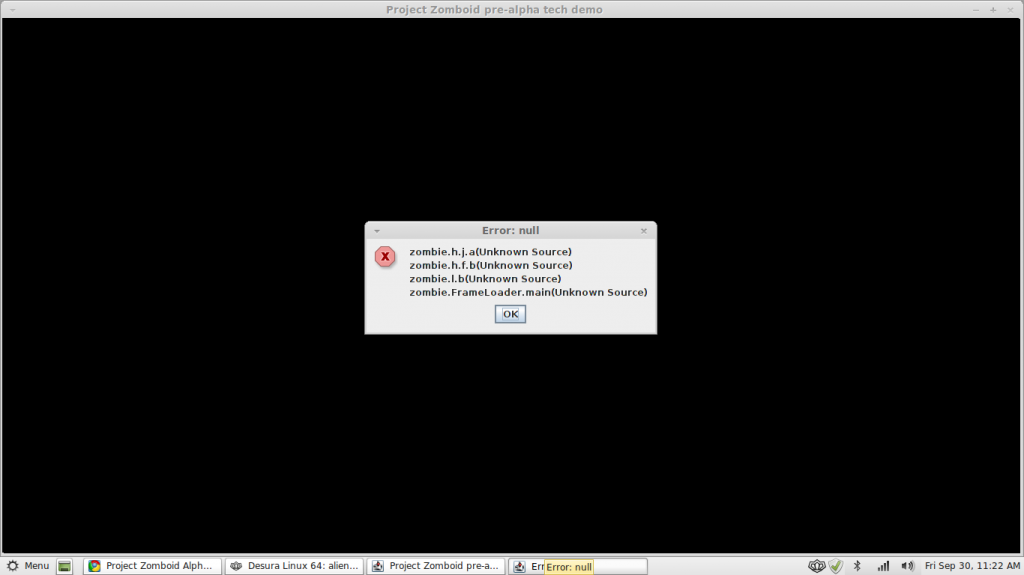 Project Zomboid pre-alpha tech demo
Error: null
zombie.h.j.a(Unknown Source)
zombie.h.f.b(Unknown Source)
zombie.l.b(Unknown Source)
zombie.FrameLoader.main(Unknown Source)
OK
Menu
Project Zomboid Alph...
Desura Linux 64: alien...
Project Zomboid pre-a...
Err
Error: null
Fri Sep 30, 11:22 AM